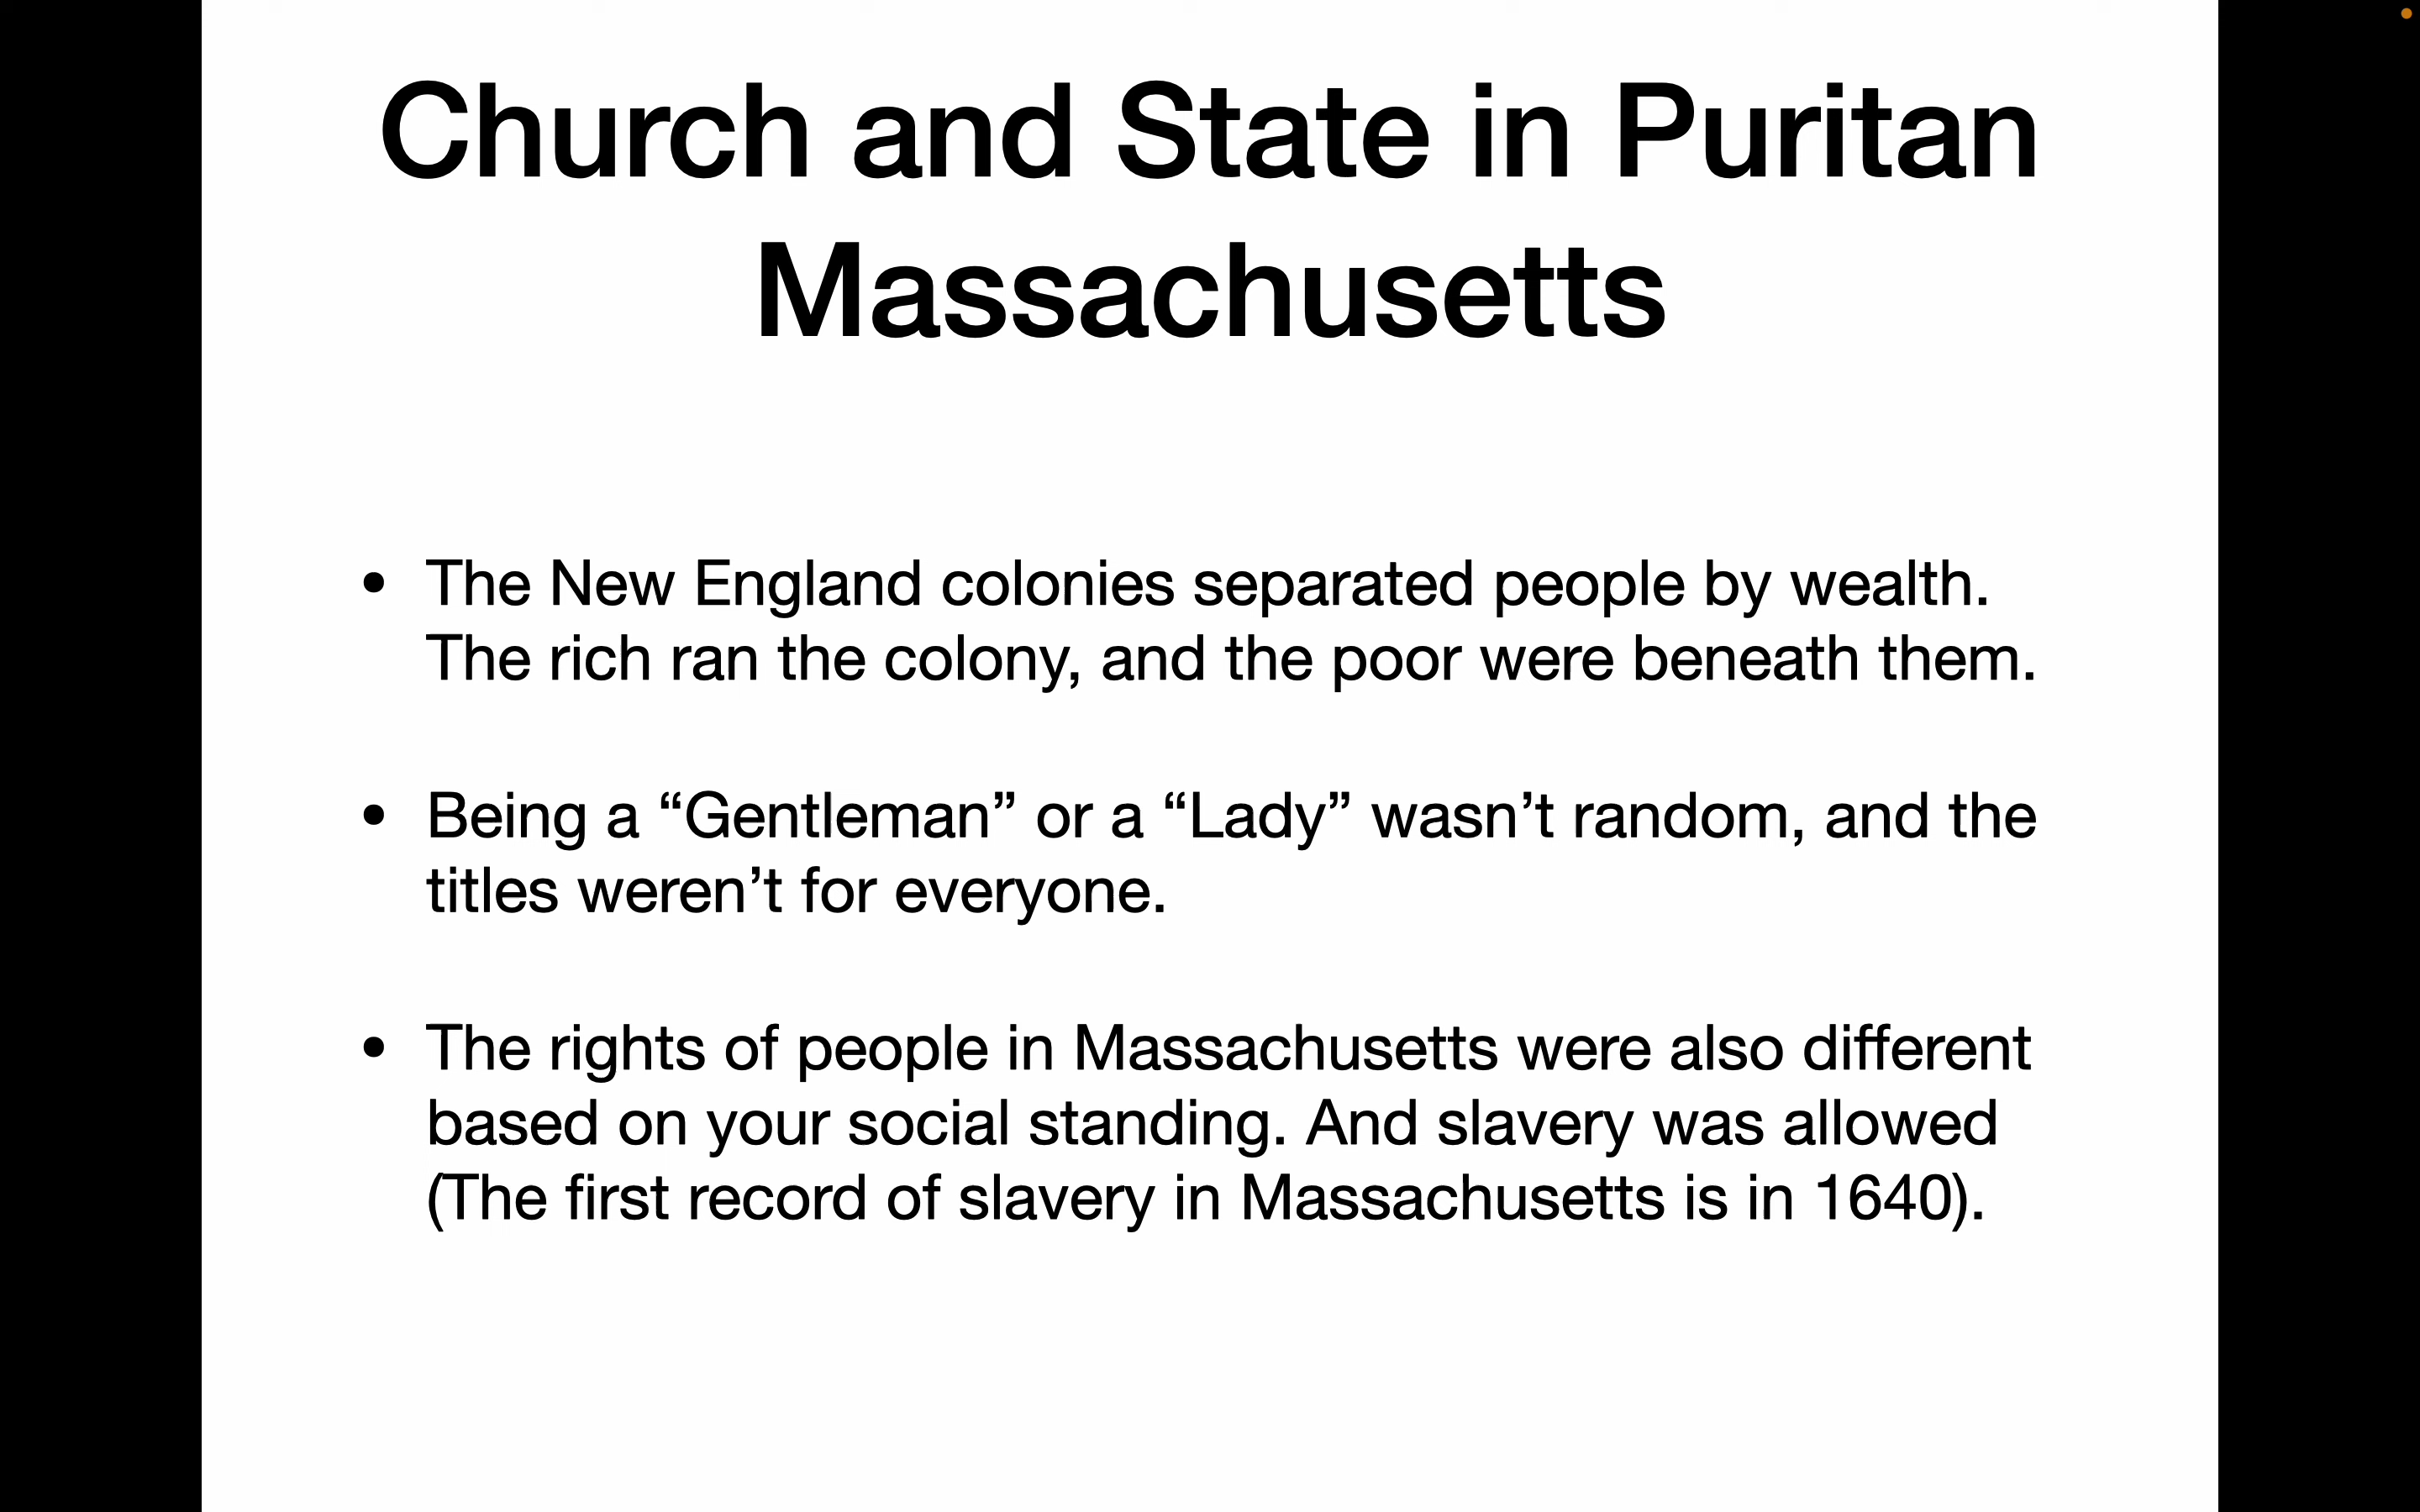 Church and State in Puritan
Massachusetts
• The New England colonies separated people by wealth.
The rich ran the colony, and the poor were beneath them.
• Being a “Gentleman” or a “Lady” wasn’t random, and the
titles weren’t for everyone.
• The rights of people in Massachusetts were also different
based on your social standing. And slavery was allowed
(The first record of slavery in Massachusetts is in 1640).